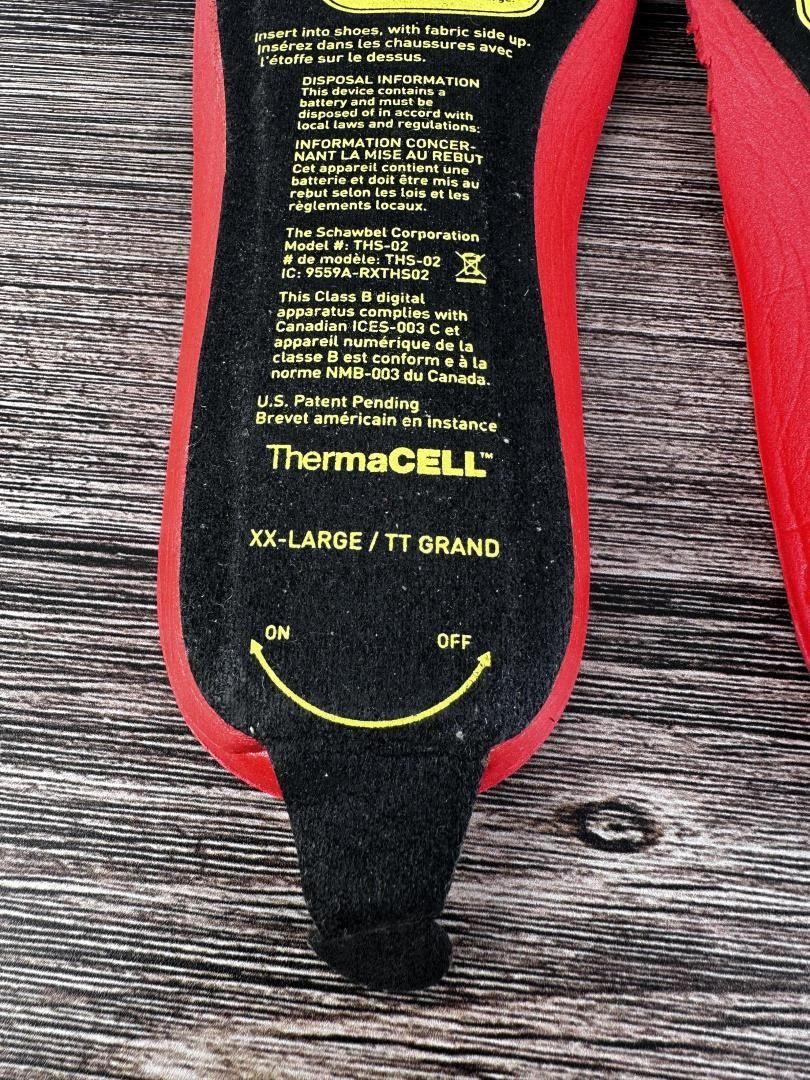 Insert into shoes, with fabric side up.
Insérez dans les chaussures avec
l'étoffe sur le dessus.
DISPOSAL INFORMATION
This device contains a
battery and must be
disposed of in accord with
local laws and regulations:
INFORMATION CONCER-
NANT LA MISE AU REBUT
Cet appareil contient une
batterie et doit être mis au
rebut selon les lois et les
règlements locaux.
The Schawbel Corporation
Model #: THS-02
# de modèle: THS-02
IC: 9559A-RXTHS02
This Class B digital
apparatus complies with
Canadian ICES-003 C et
appareil numérique de la
classe B est conform e à la
norme NMB-003 du Canada.
U.S. Patent Pending
Brevet américain en instance
ThermaCELL™
XX-LARGE / TT GRAND
ON OFF